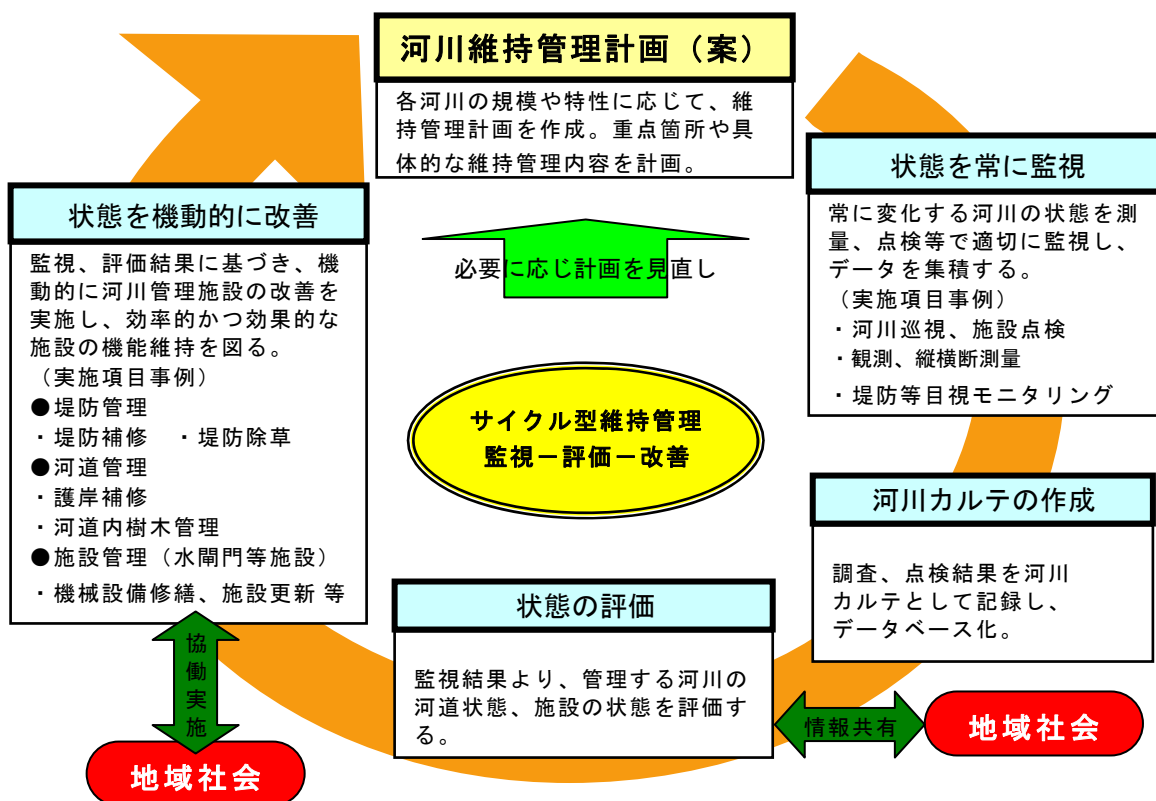 河川維持管理計画（案）
各河川の規模や特性に応じて、維
持管理計画を作成。重点箇所や具
体的な維持管理内容を計画。
状態を常に監視
常に変化する河川の状態を測
量、点検等で適切に監視し、
データを集積する。
（実施項目事例）
・河川巡視、施設点検
・観測、縦横断測量
・堤防等目視モニタリング
河川カルテの作成
調査、点検結果を河川
カルテとして記録し、
データベース化。
状態の評価
監視結果より、管理する河川の
河道状態、施設の状態を評価す
る。
情報共有
地域社会
状態を機動的に改善
監視、評価結果に基づき、機
動的に河川管理施設の改善を
実施し、効率的かつ効果的な
施設の機能維持を図る。
（実施項目事例）
●堤防管理
・堤防補修　・堤防除草
●河道管理
・護岸補修
・河道内樹木管理
●施設管理（水閘門等施設）
・機械設備修繕、施設更新 等
協働実施
地域社会
必要に応じ計画を見直し
サイクル型維持管理
監視－評価－改善